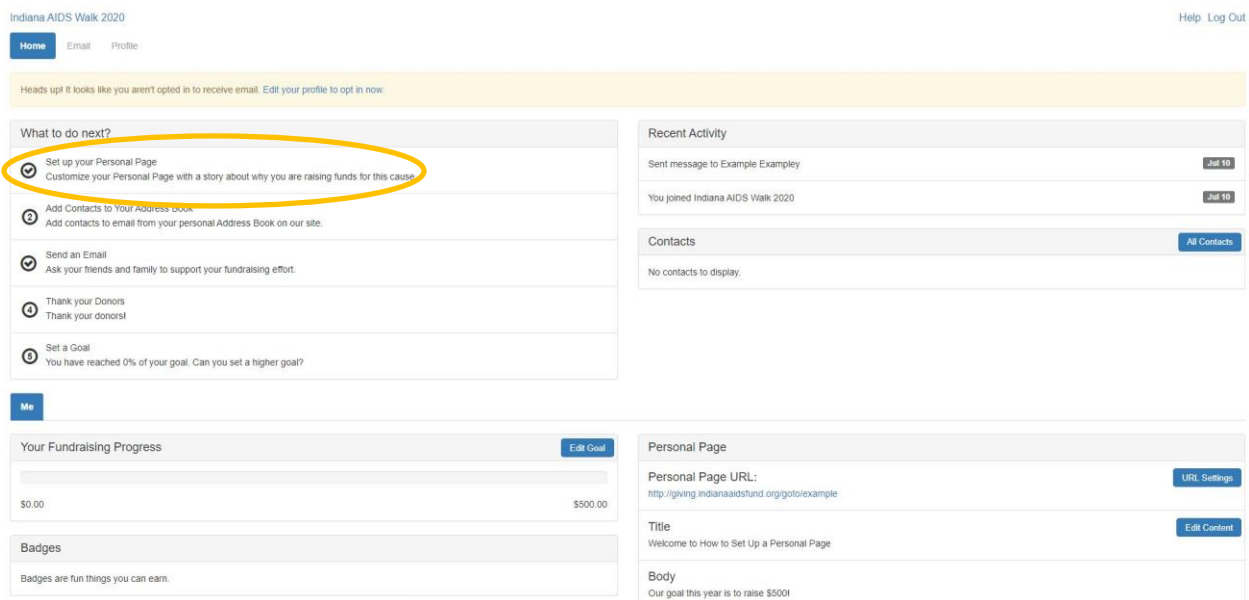 Indiana AIDS Walk 2020
Help Log Out
Home Email Profile
Heads up! It looks like you aren't opted in to receive email. Edit your profile to opt in now.
What to do next?
Set up your Personal Page
Customize your Personal Page with a story about why you are raising funds for this cause
2
Add Contacts to Your Address Book
Add contacts to email from your personal Address Book on our site.
Send an Email
Ask your friends and family to support your fundraising effort.
4
Thank your Donors
Thank your donors!
5
Set a Goal
You have reached 0% of your goal. Can you set a higher goal?
Recent Activity
Sent message to Example Exampley Jul 10
You joined Indiana AIDS Walk 2020 Jul 10
Contacts All Contacts
No contacts to display.
Me
Your Fundraising Progress Edit Goal
$0.00 $500.00
Badges
Badges are fun things you can earn.
Personal Page
Personal Page URL: URL Settings
http://giving.indianaaidsfund.org/goto/example
Title Edit Content
Welcome to How to Set Up a Personal Page
Body
Our goal this year is to raise $500!